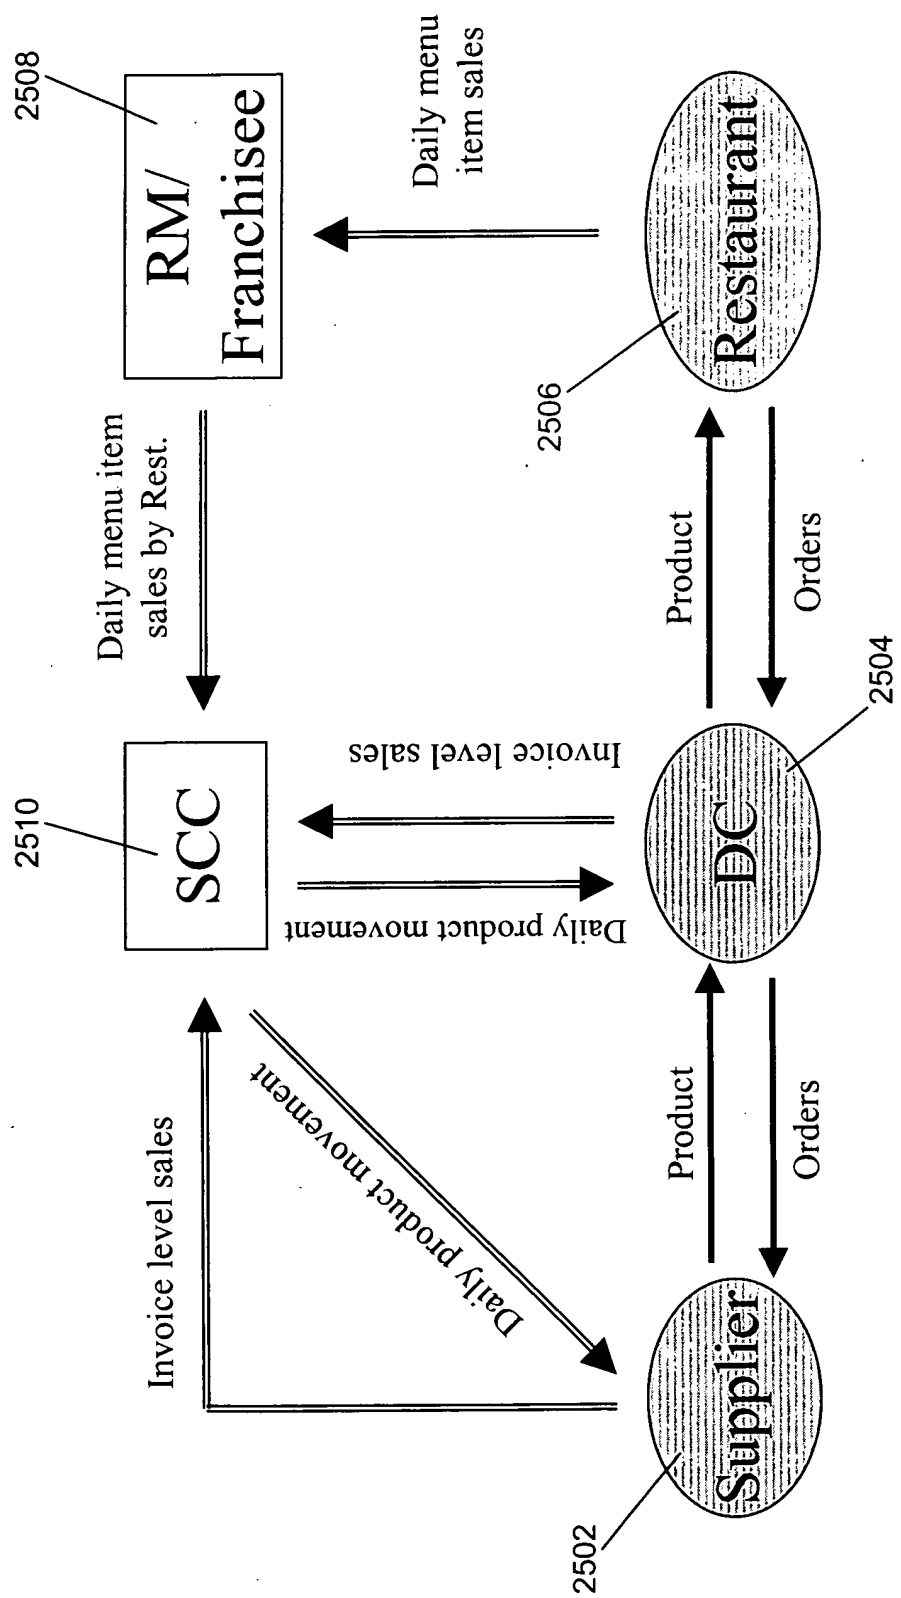 2510
2508
SCC
RM/
Franchisee
Daily menu item
sales by Rest.
Invoice level sales
Daily product movement
Daily product movement
Invoice level sales
Daily menu
item sales
2502
2506
Supplier
DC
Restaurant
Product
Product
Orders
Orders
2504